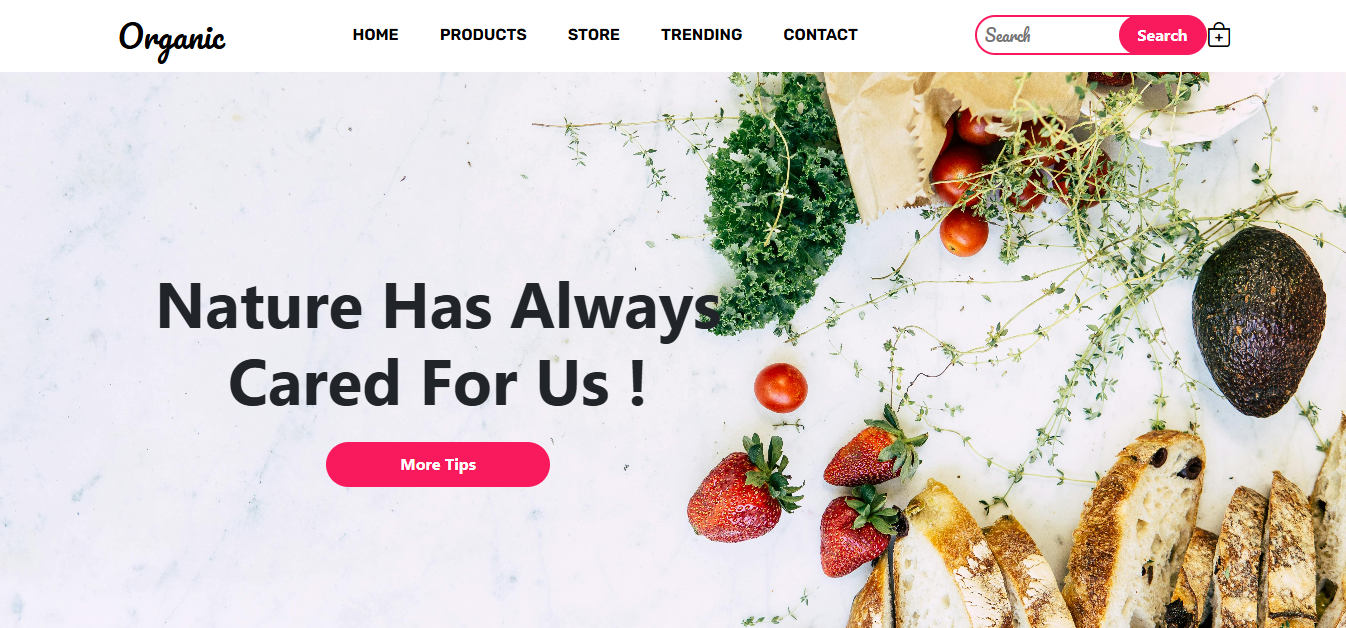 Organic
HOME PRODUCTS STORE TRENDING CONTACT
Search
Search
Nature Has Always
Cared For Us !
More Tips